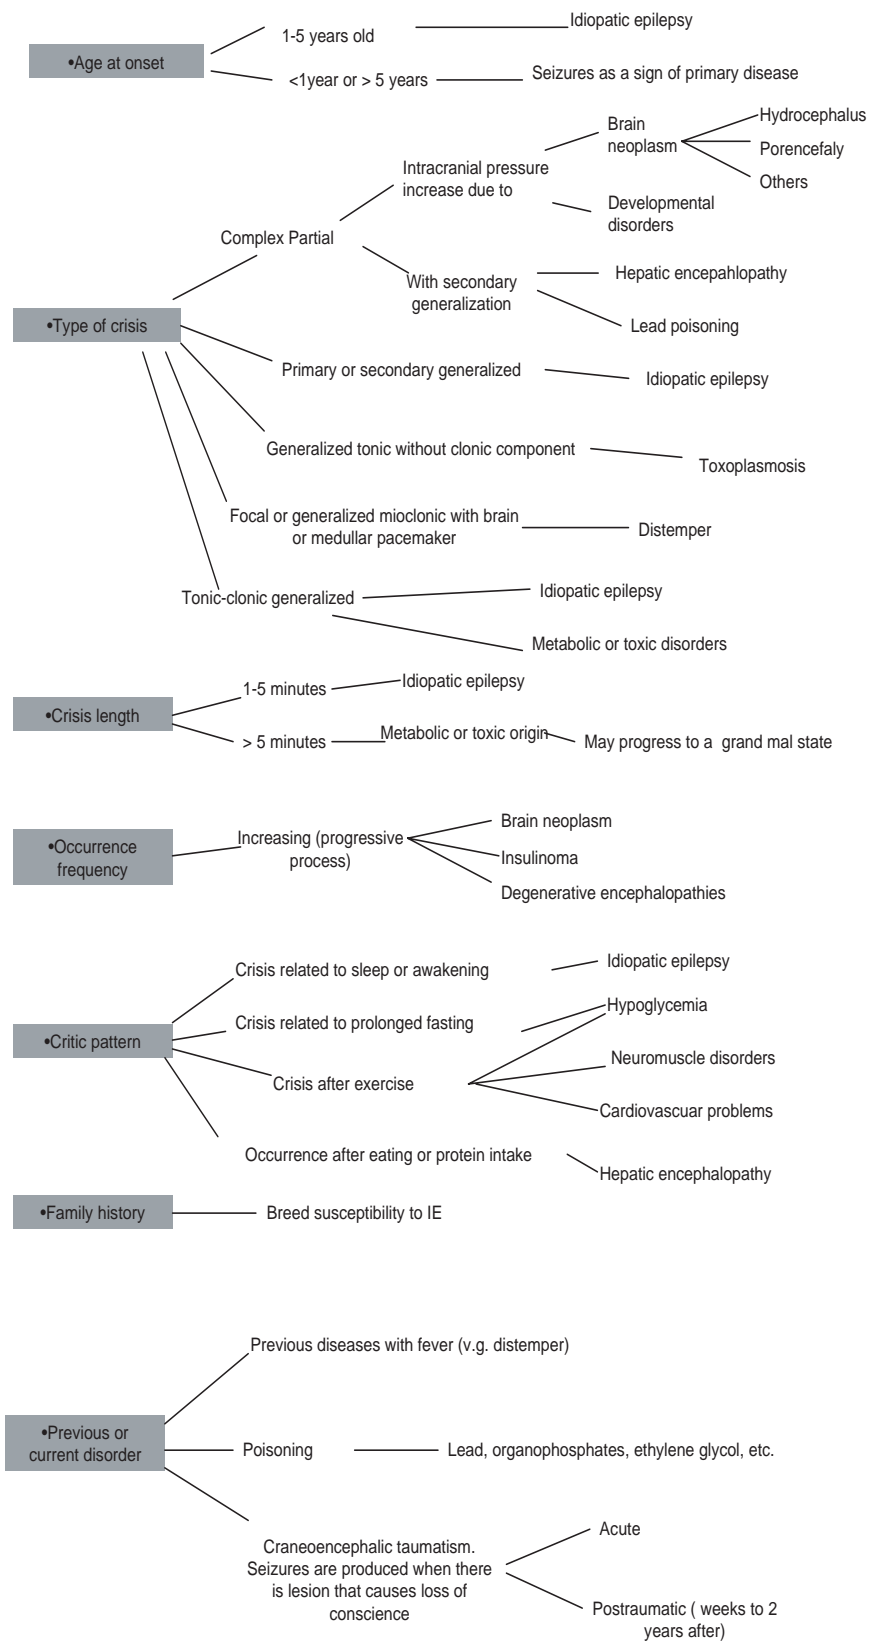 Idiopatic epilepsy
1-5 years old
•Age at onset
<1year or > 5 years
Seizures as a sign of primary disease
Hydrocephalus
Brain
neoplasm
Porencefaly
Others
Intracranial pressure
increase due to
Developmental
disorders
Complex Partial
With secondary
generalization
Hepatic encepahlopathy
Lead poisoning
•Type of crisis
Primary or secondary generalized
Idiopatic epilepsy
Generalized tonic without clonic component
Toxoplasmosis
Focal or generalized mioclonic with brain
or medullar pacemaker
Distemper
Tonic-clonic generalized
Idiopatic epilepsy
Metabolic or toxic disorders
1-5 minutes
Idiopatic epilepsy
•Crisis length
> 5 minutes
Metabolic or toxic origin
May progress to a  grand mal state
•Occurrence
frequency
Increasing (progressive
process)
Brain neoplasm
Insulinoma
Degenerative encephalopathies
Crisis related to sleep or awakening
Idiopatic epilepsy
Crisis related to prolonged fasting
Hypoglycemia
•Critic pattern
Neuromuscle disorders
Crisis after exercise
Cardiovascuar problems
Occurrence after eating or protein intake
Hepatic encephalopathy
•Family history
Breed susceptibility to IE
Previous diseases with fever (v.g. distemper)
•Previous or
current disorder
Poisoning
Lead, organophosphates, ethylene glycol, etc.
Craneoencephalic taumatism.
Seizures are produced when there
is lesion that causes loss of
conscience
Acute
Postraumatic ( weeks to 2
years after)